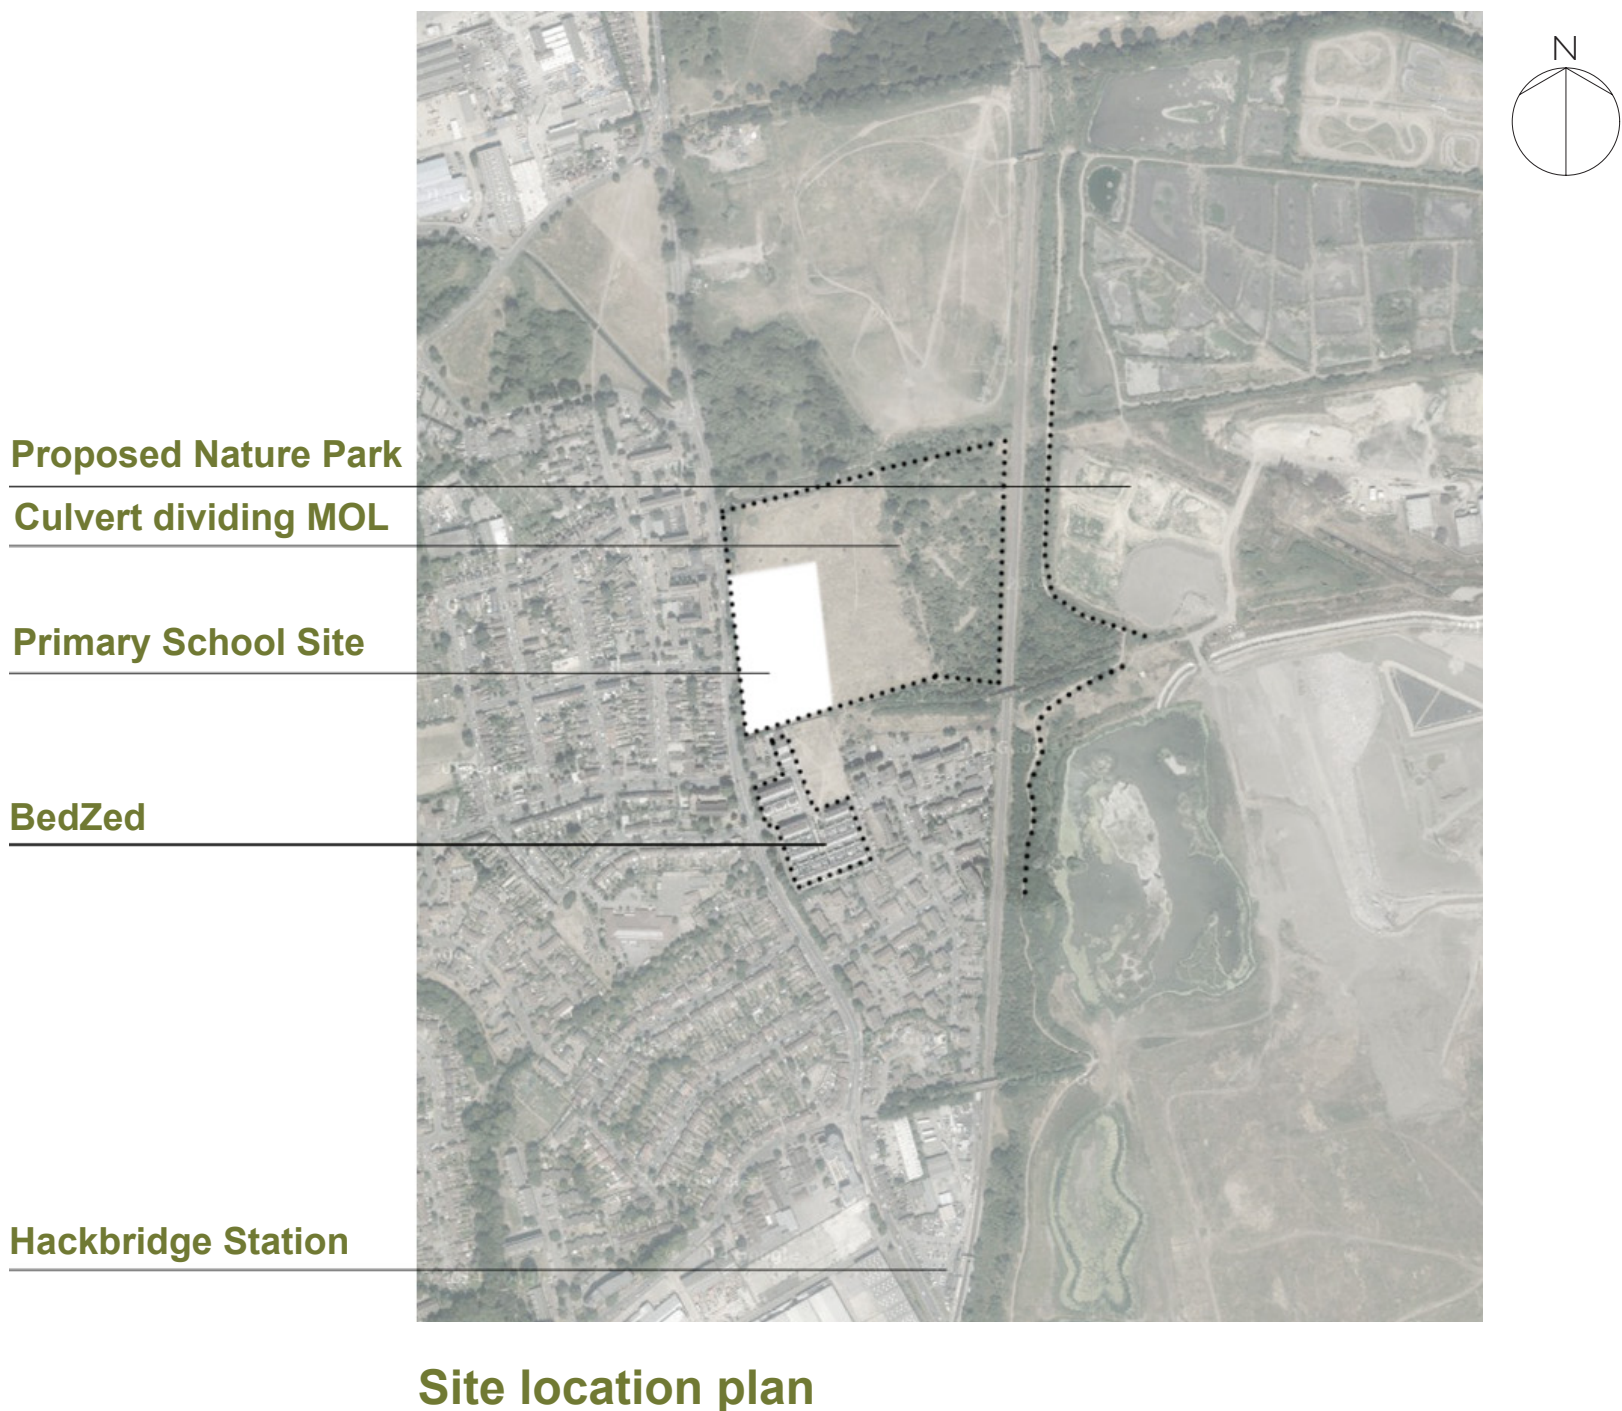 N
Proposed Nature Park
Culvert dividing MOL
Primary School Site
BedZed
Hackbridge Station
Site location plan